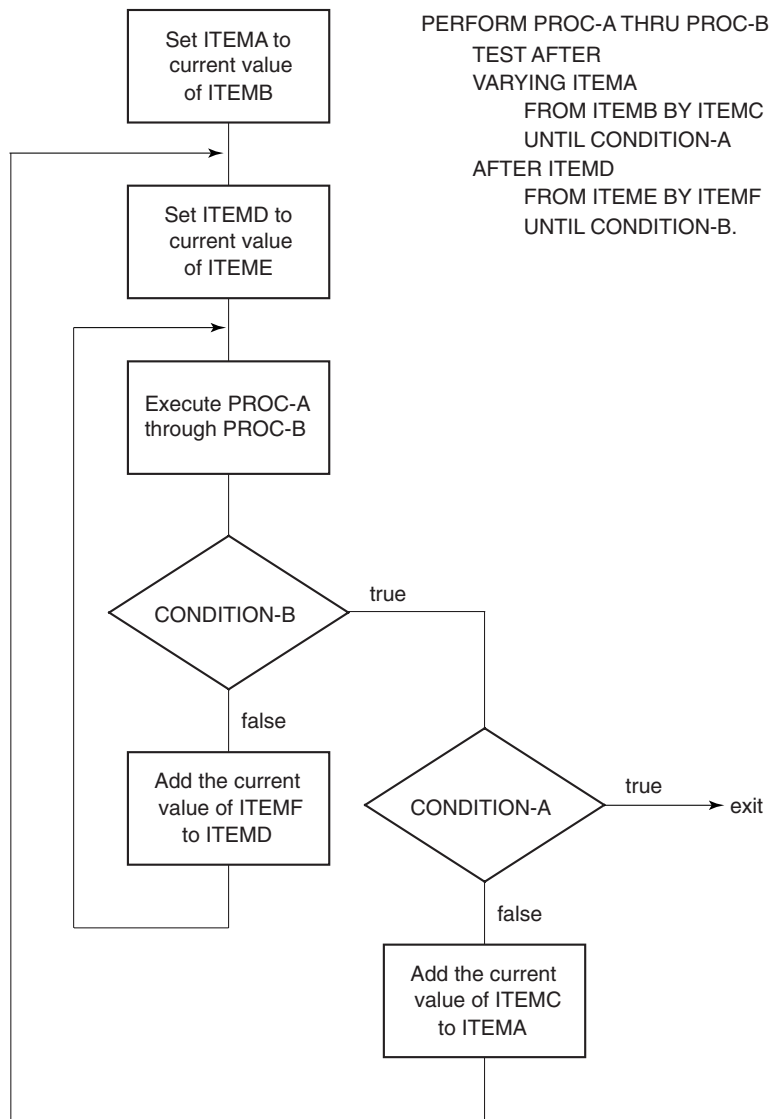 Set ITEMA to
current value
of ITEMB
PERFORM PROC-A THRU PROC-B
TEST AFTER
VARYING ITEMA
FROM ITEMB BY ITEMC
UNTIL CONDITION-A
AFTER ITEMD
FROM ITEME BY ITEMF
UNTIL CONDITION-B.
Set ITEMD to
current value
of ITEME
Execute PROC-A
through PROC-B
CONDITION-B
true
false
Add the current
value of ITEMF
to ITEMD
CONDITION-A
true
exit
false
Add the current
value of ITEMC
to ITEMA